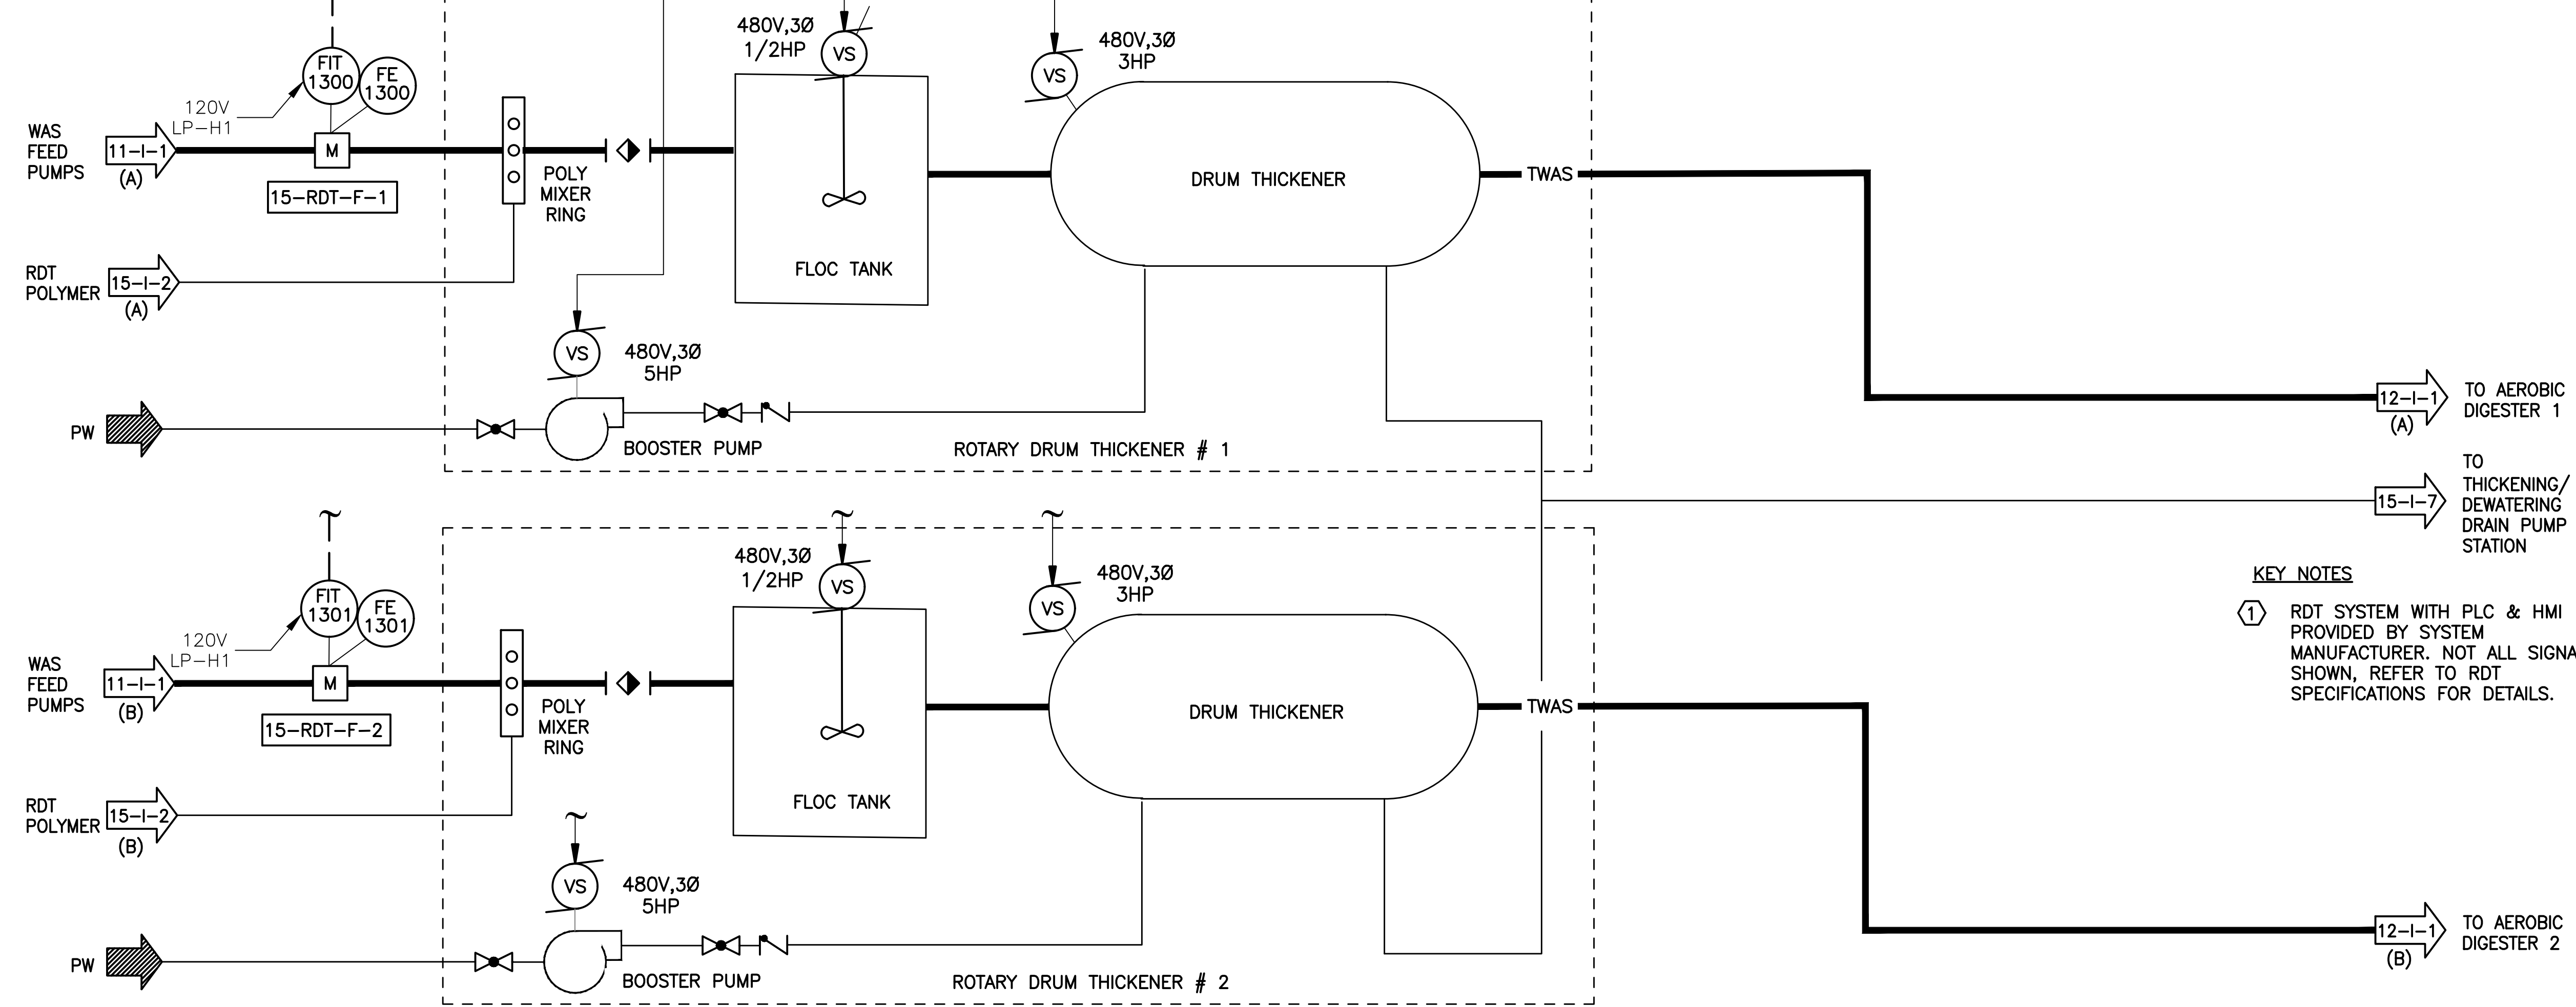 480V,3Ø
1/2HP
VS
480V,3Ø
3HP
VS
FIT
1300
FE
1300
120V
LP-H1
WAS
FEED
PUMPS
11-I-1
(A)
M
15-RDT-F-1
POLY
MIXER
RING
FLOC TANK
DRUM THICKENER
TWAS
RDT
POLYMER
15-I-2
(A)
VS
480V,3Ø
5HP
PW
BOOSTER PUMP
ROTARY DRUM THICKENER # 1
12-I-1
(A)
TO AEROBIC
DIGESTER 1
15-I-7
TO
THICKENING/
DEWATERING
DRAIN PUMP
STATION
480V,3Ø
1/2HP
VS
480V,3Ø
3HP
VS
FIT
1301
FE
1301
120V
LP-H1
WAS
FEED
PUMPS
11-I-1
(B)
M
15-RDT-F-2
POLY
MIXER
RING
FLOC TANK
DRUM THICKENER
TWAS
KEY NOTES
1 RDT SYSTEM WITH PLC & HMI
PROVIDED BY SYSTEM
MANUFACTURER. NOT ALL SIGNA
SHOWN, REFER TO RDT
SPECIFICATIONS FOR DETAILS.
RDT
POLYMER
15-I-2
(B)
VS
480V,3Ø
5HP
PW
BOOSTER PUMP
ROTARY DRUM THICKENER # 2
12-I-1
(B)
TO AEROBIC
DIGESTER 2